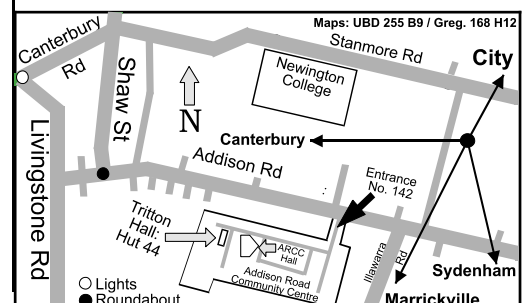 Maps: UBD 255 B9 / Greg. 168 H12
Canterbury
Rd
Stanmore Rd
City
Newington
College
Shaw St
N
Canterbury
Addison Rd
Livingstone Rd
Entrance
No. 142
Tritton
Hall:
Hut 44
ARCC
Hall
Illawarra Rd
Addison Road
Community Centre
Sydenham
Lights
Roundabout
Marrickville